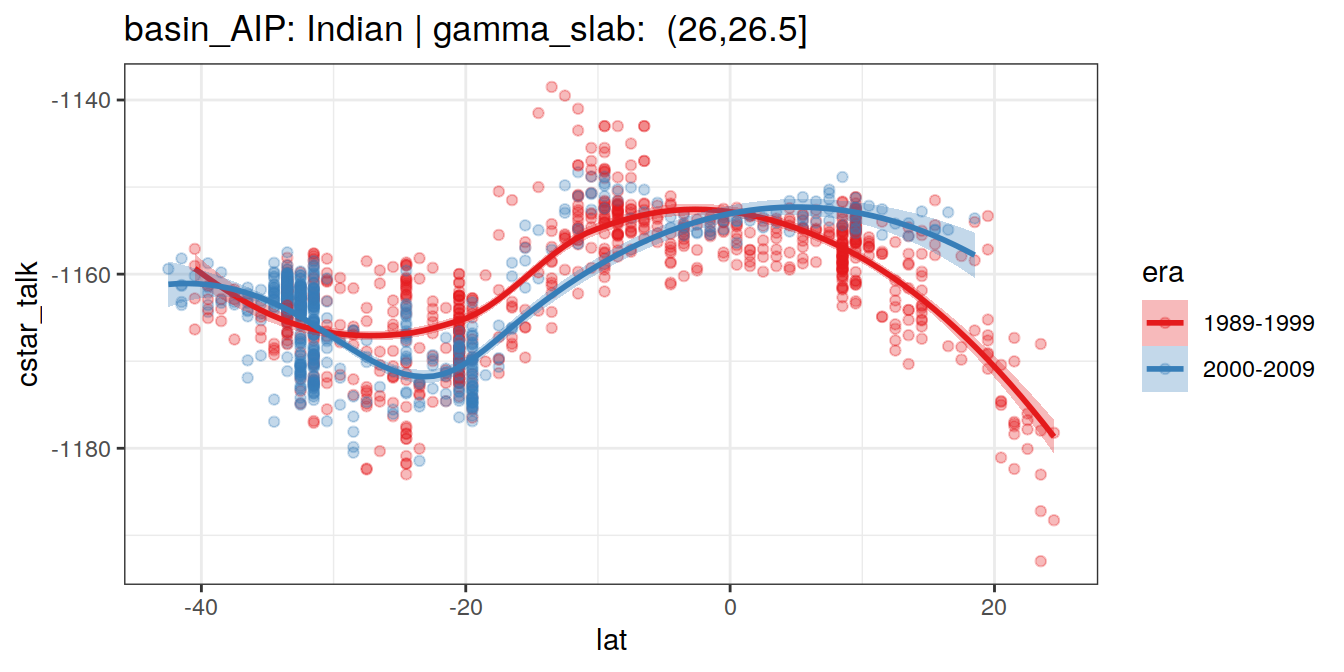 basin_AIP: Indian | gamma_slab:  (26,26.5]
-1140
-1160
-1180
cstar_talk
-40
-20
0
20
lat
era
1989-1999
2000-2009